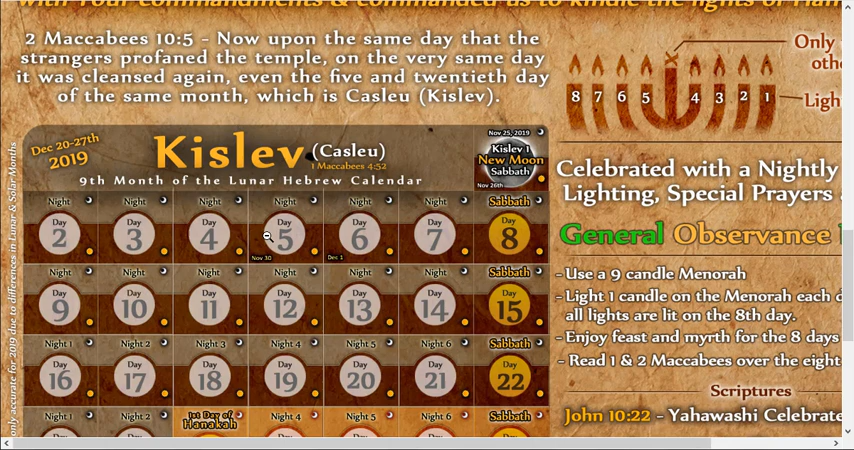 2 Maccabees 10:5 - Now upon the same day that the
strangers profaned the temple, on the very same day
it was cleansed again, even the five and twentieth day
of the same month, which is Casleu (Kislev).
Only
othe
8 7 6 5 4 3 2 1
Ligh
Dec 20-27th
2019
Kislev (Casleu)
1 Maccabees 4:52
9th Month of the Lunar Hebrew Calendar
Nov 25, 2019
Kislev 1
New Moon
Sabbath
Nov 26th
only accurate for 2019 due to differences in Lunar & Solar Months
Night Night Night Night Night Night Sabbath
Day Day Day Day Day Day Day
2 3 4 5 6 7 8
Nov 30 Dec 1
Night Night Night Night Night Night Sabbath
Day Day Day Day Day Day Day
9 10 11 12 13 14 15
Night 1 Night 2 Night 3 Night 4 Night 5 Night 6 Sabbath
Day Day Day Day Day Day Day
16 17 18 19 20 21 22
Night 1 Night 2 1st Day of Night 4 Night 5 Night 6 Sabbath
Hanakah
Day Day Day Day Day Day
Celebrated with a Nightly
Lighting, Special Prayers
General Observance
- Use a 9 candle Menorah
- Light 1 candle on the Menorah each d
all lights are lit on the 8th day.
- Enjoy feast and myrth for the 8 days
- Read 1 & 2 Maccabees over the eight
Scriptures
John 10:22 - Yahawashi Celebrate